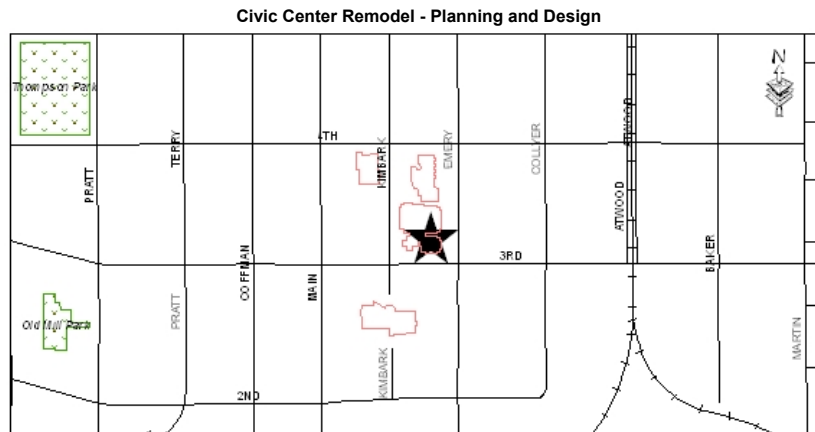 Civic Center Remodel - Planning and Design
N
Thompson Park
4TH
TERRY
KIMBARK
EMERY
COLLYER
ATWOOD
PRATT
ATWOOD
3RD
COFFMAN
MAIN
BAKER
Old Mill Park
PRATT
MARTIN
KIMBARK
2ND